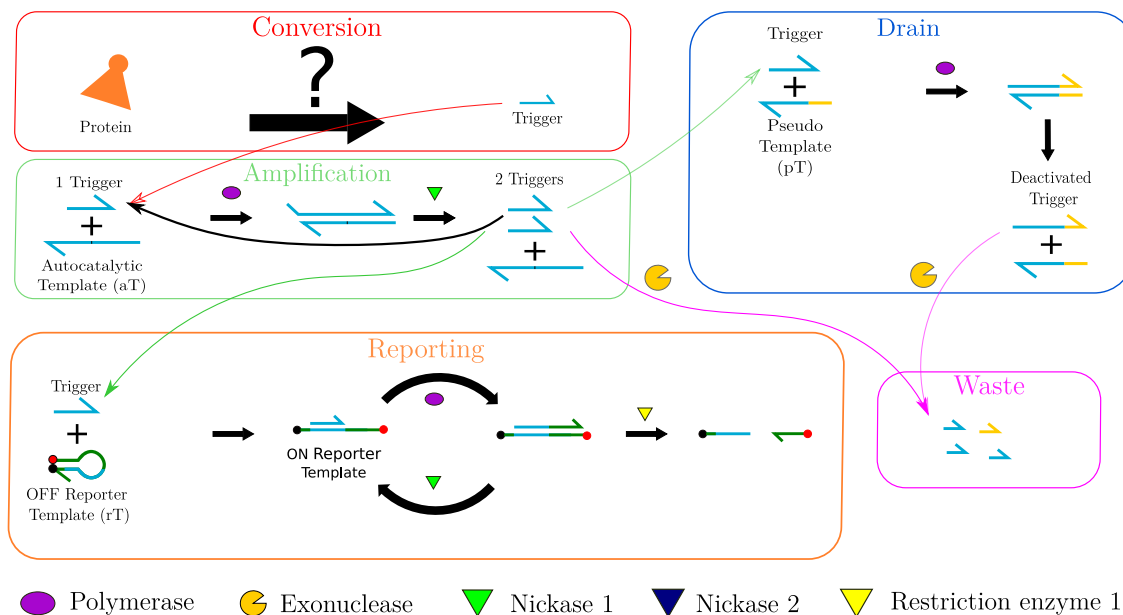 Conversion
?
Protein
Trigger
Drain
Trigger
+
Pseudo
Template
(pT)
Deactivated
Trigger
+
Amplification
1 Trigger
+
Autocatalytic
Template (aT)
2 Triggers
+
Reporting
Trigger
+
OFF Reporter
Template (rT)
ON Reporter
Template
Waste
Polymerase
Exonuclease
Nickase 1
Nickase 2
Restriction enzyme 1